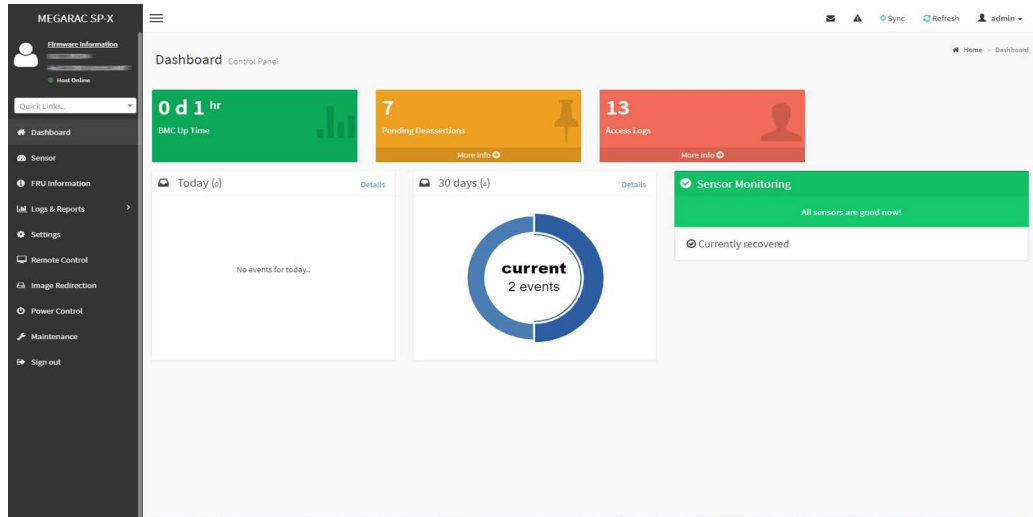 MEGARAC SP-X
Firmware Information
Host Online
Quick Links...
Dashboard
Sensor
FRU Information
Logs & Reports
Settings
Remote Control
Image Redirection
Power Control
Maintenance
Sign out
Sync Refresh admin
Dashboard Control Panel
Home > Dashboard
0 d 1 hr
BMC Up Time
7
Pending Deassertions
More info
13
Access Logs
More info
Today (0) Details
No events for today..
30 days (4) Details
current
2 events
Sensor Monitoring
All sensors are good now!
Currently recovered